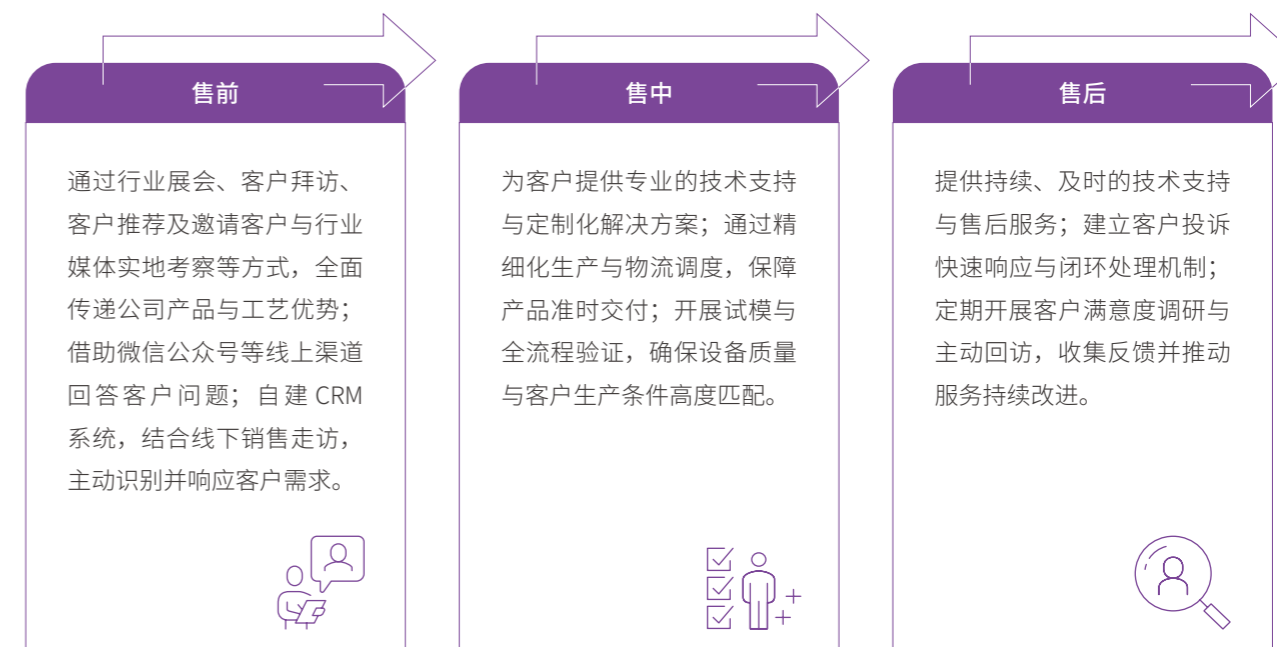 售前
通过行业展会、客户拜访、
客户推荐及邀请客户与行业
媒体实地考察等方式，全面
传递公司产品与工艺优势；
借助微信公众号等线上渠道
回答客户问题；自建 CRM
系统，结合线下销售走访，
主动识别并响应客户需求。
售中
为客户提供专业的技术支持
与定制化解决方案；通过精
细化生产与物流调度，保障
产品准时交付；开展试模与
全流程验证，确保设备质量
与客户生产条件高度匹配。
售后
提供持续、及时的技术支持
与售后服务；建立客户投诉
快速响应与闭环处理机制；
定期开展客户满意度调研与
主动回访，收集反馈并推动
服务持续改进。